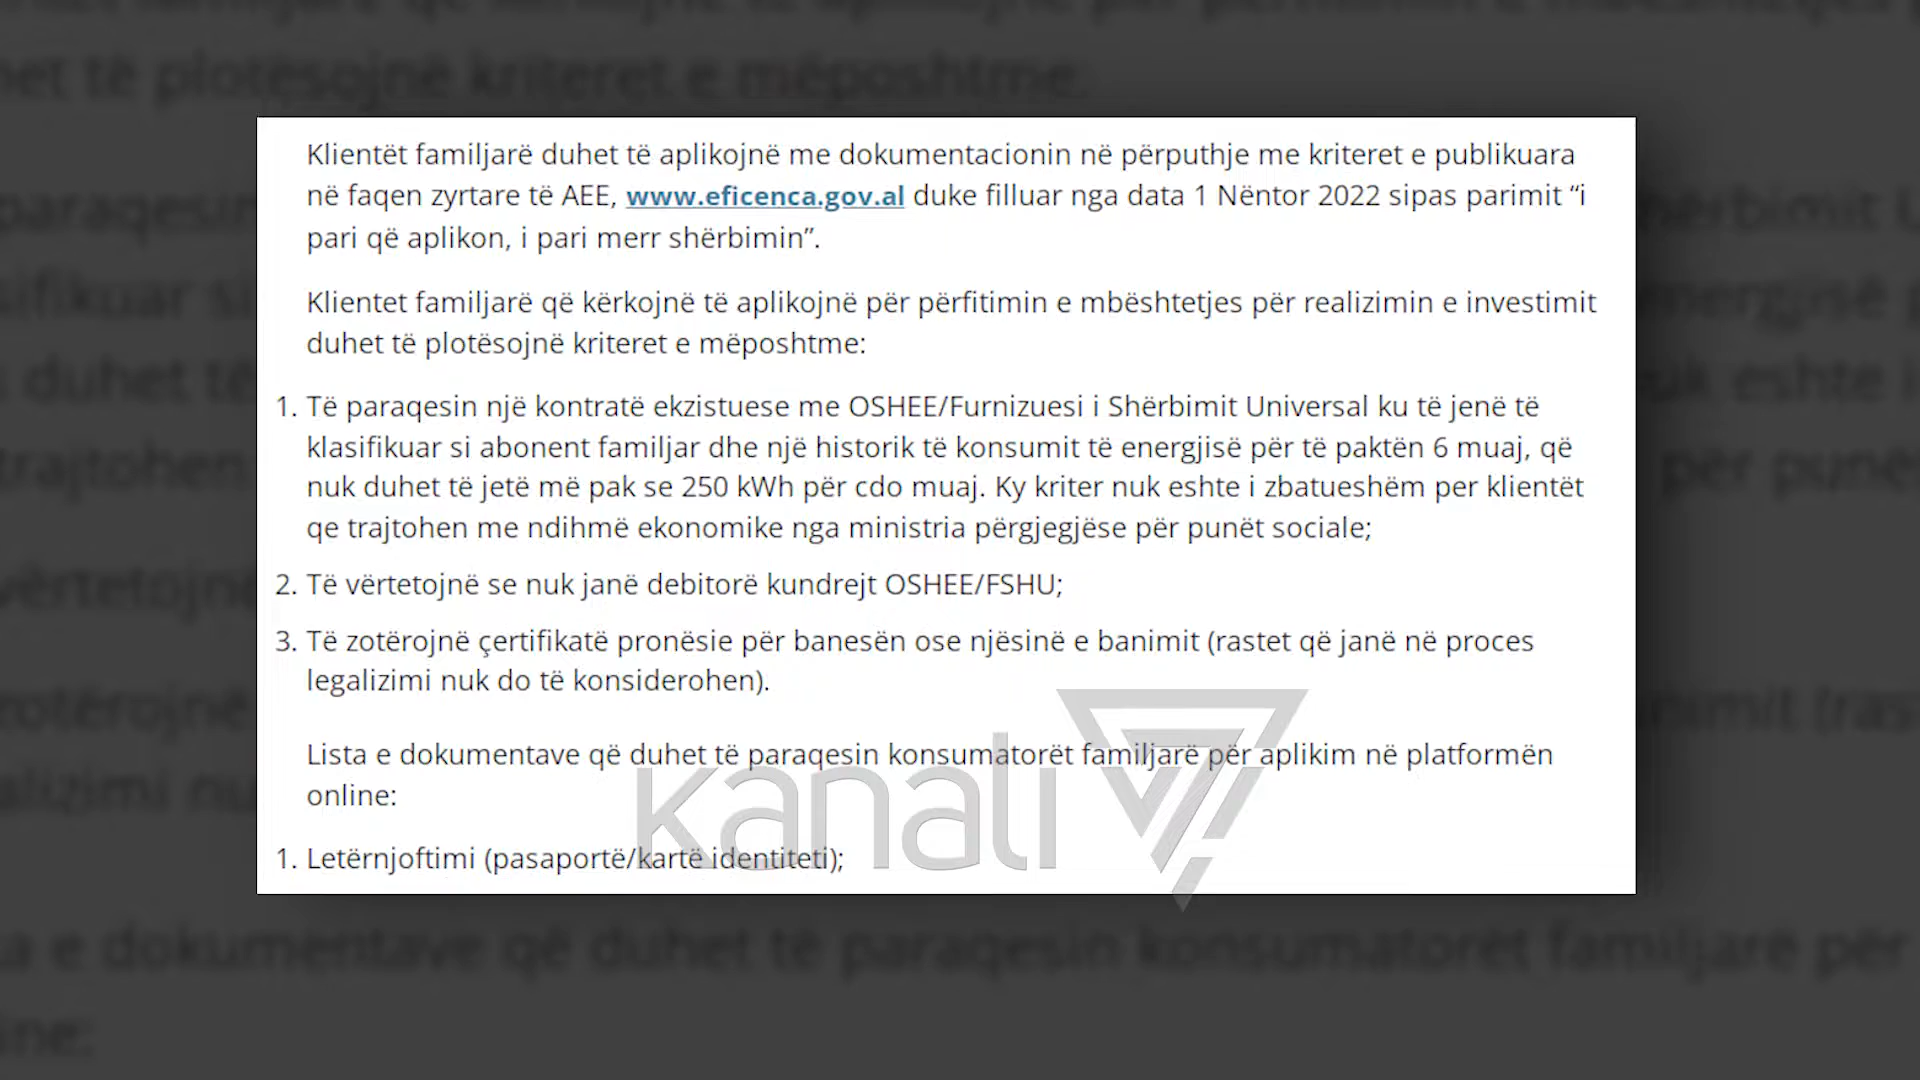 Klientët familjarë duhet të aplikojnë me dokumentacionin në përputhje me kriteret e publikuara
në faqen zyrtare të AEE, www.eficenca.gov.al duke filluar nga data 1 Nëntor 2022 sipas parimit “i
pari që aplikon, i pari merr shërbimin”.
Klientet familjarë që kërkojnë të aplikojnë për përfitimin e mbështetjes për realizimin e investimit
duhet të plotësojnë kriteret e mëposhtme:
1. Të paraqesin një kontratë ekzistuese me OSHEE/Furnizuesi i Shërbimit Universal ku të jenë të
klasifikuar si abonent familjar dhe një historik të konsumit të energjisë për të paktën 6 muaj, që
nuk duhet të jetë më pak se 250 kWh për cdo muaj. Ky kriter nuk eshte i zbatueshëm per klientët
qe trajtohen me ndihmë ekonomike nga ministria përgjegjëse për punët sociale;
2. Të vërtetojnë se nuk janë debitorë kundrejt OSHEE/FSHU;
3. Të zotërojnë çertifikatë pronësie për banesën ose njësinë e banimit (rastet që janë në proces
legalizimi nuk do të konsiderohen).
Lista e dokumentave që duhet të paraqesin konsumatorët familjarë për aplikim në platformën
online:
1. Letërnjoftimi (pasaportë/kartë identiteti);
kanali 7